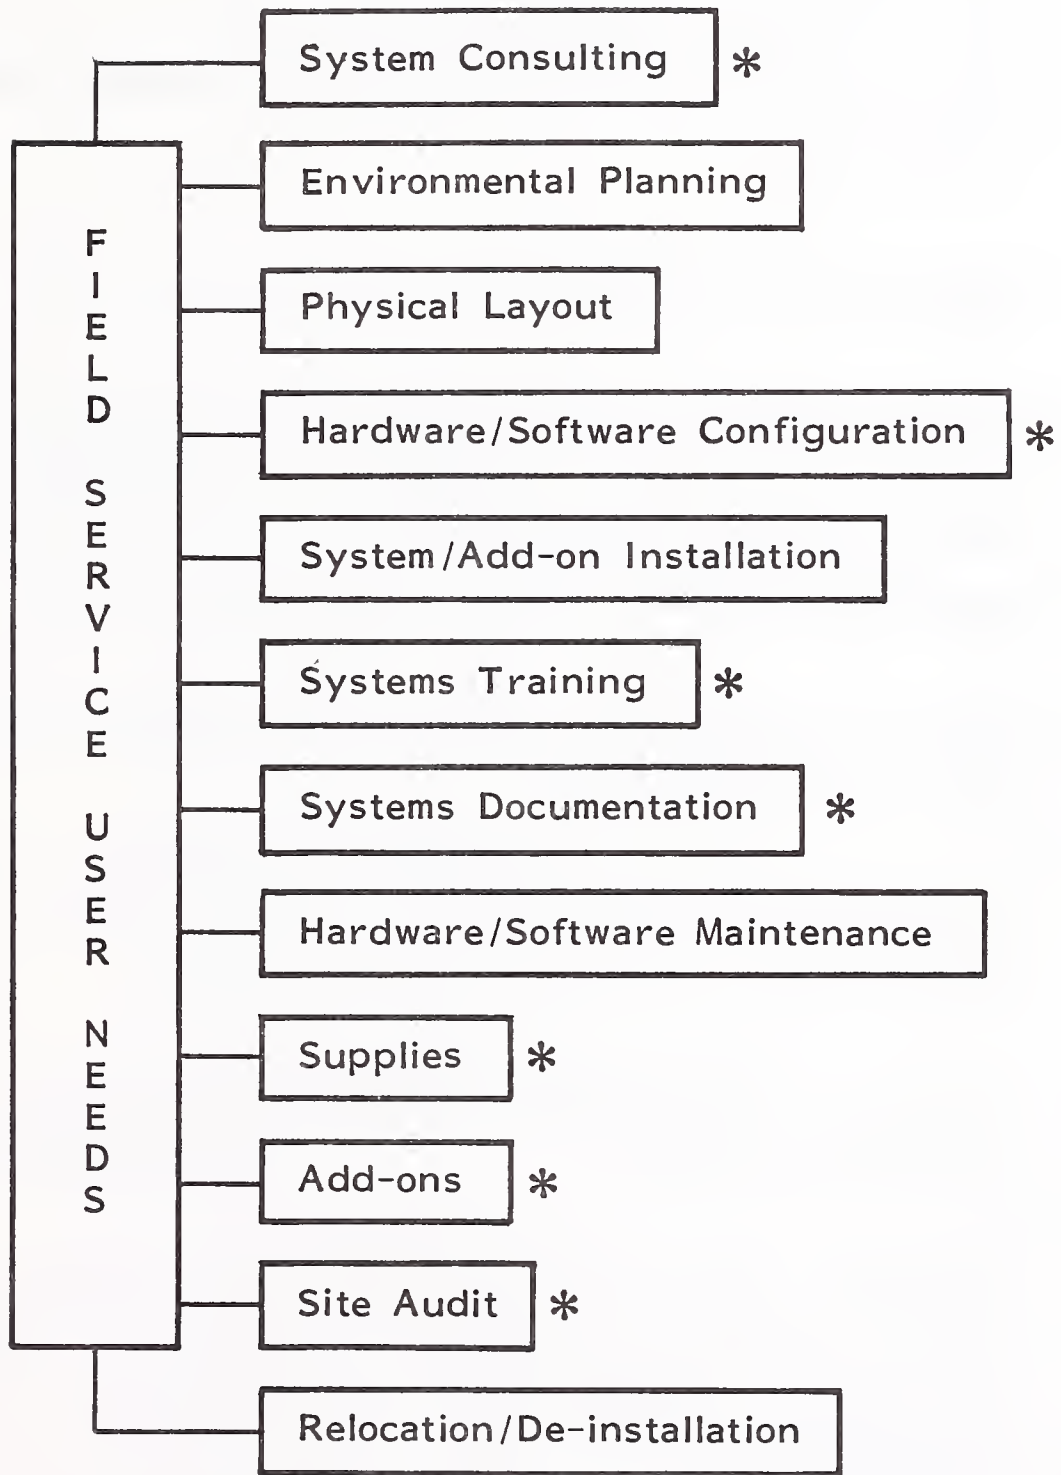 System Consulting *
Environmental Planning
Physical Layout
Hardware/Software Configuration *
System/Add-on Installation
Systems Training *
Systems Documentation *
Hardware/Software Maintenance
Supplies *
Add-ons *
Site Audit *
Relocation/De-installation
FIELD SERVICE USER NEEDS